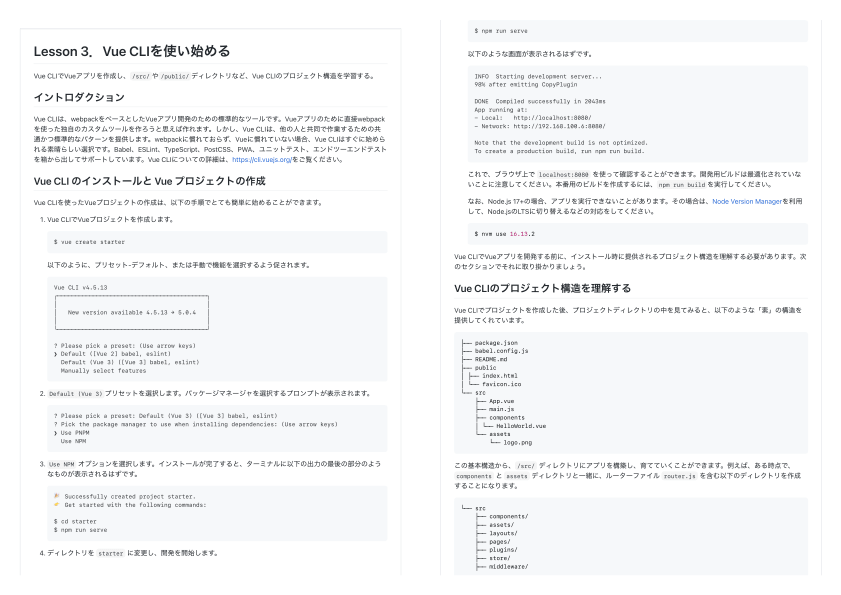 Lesson 3. Vue CLIを使い始める
Vue CLIでVueアプリを作成し、 /src/ や /public/ ディレクトリなど、Vue CLIのプロジェクト構造を学習する。
イントロダクション
Vue CLIは、webpackをベースとしたVueアプリ開発のための標準的なツールです。Vueアプリのために直接webpack
を使った独自のカスタムツールを作ろうと思えば作れます。しかし、Vue CLIは、他の人と共同で作業するための共
通かつ標準的なパターンを提供します。webpackに慣れておらず、Vueに慣れていない場合、Vue CLIはすぐに始めら
れる素晴らしい選択です。Babel、ESLint、TypeScript、PostCSS、PWA、ユニットテスト、エンドツーエンドテスト
を箱から出してサポートしています。Vue CLIについての詳細は、https://cli.vuejs.org/をご覧ください。
Vue CLI のインストールと Vue プロジェクトの作成
Vue CLIを使ったVueプロジェクトの作成は、以下の手順でとても簡単に始めることができます。
1. Vue CLIでVueプロジェクトを作成します。
$ vue create starter
以下のように、プリセット-デフォルト、または手動で機能を選択するよう促されます。
Vue CLI v4.5.13
New version available 4.5.13 → 5.0.4
? Please pick a preset: (Use arrow keys)
❯ Default ([Vue 2] babel, eslint)
Default (Vue 3) ([Vue 3] babel, eslint)
Manually select features
2. Default (Vue 3) プリセットを選択します。パッケージマネージャを選択するプロンプトが表示されます。
? Please pick a preset: Default (Vue 3) ([Vue 3] babel, eslint)
? Pick the package manager to use when installing dependencies: (Use arrow keys)
❯ Use PNPM
Use NPM
3. Use NPM オプションを選択します。インストールが完了すると、ターミナルに以下の出力の最後の部分のよう
なものが表示されるはずです。
🎉 Successfully created project starter.
👉 Get started with the following commands:
$ cd starter
$ npm run serve
4. ディレクトリを starter に変更し、開発を開始します。
$ npm run serve
以下のような画面が表示されるはずです。
INFO Starting development server...
98% after emitting CopyPlugin
DONE Compiled successfully in 2043ms
App running at:
- Local: http://localhost:8080/
- Network: http://192.168.100.6:8080/
Note that the development build is not optimized.
To create a production build, run npm run build.
これで、ブラウザ上で localhost:8080 を使って確認することができます。開発用ビルドは最適化されていな
いことに注意してください。本番用のビルドを作成するには、 npm run build を実行してください。
なお、Node.js 17+の場合、アプリを実行できないことがあります。その場合は、Node Version Managerを利用
して、Node.jsのLTSに切り替えるなどの対応をしてください。
$ nvm use 16.13.2
Vue CLIでVueアプリを開発する前に、インストール時に提供されるプロジェクト構造を理解する必要があります。次
のセクションでそれに取り掛かりましょう。
Vue CLIのプロジェクト構造を理解する
Vue CLIでプロジェクトを作成した後、プロジェクトディレクトリの中を見てみると、以下のような「素」の構造を
提供してくれています。
├── package.json
├── babel.config.js
├── README.md
├── public
│ ├── index.html
│ └── favicon.ico
└── src
├── App.vue
├── main.js
├── components
│ └── HelloWorld.vue
└── assets
└── logo.png
この基本構造から、 /src/ ディレクトリにアプリを構築し、育てていくことができます。例えば、ある時点で、
components と assets ディレクトリと一緒に、ルーターファイル router.js を含む以下のディレクトリを作成
することになります。
└── src
├── components/
├── assets/
├── layouts/
├── pages/
├── plugins/
├── store/
├── middleware/